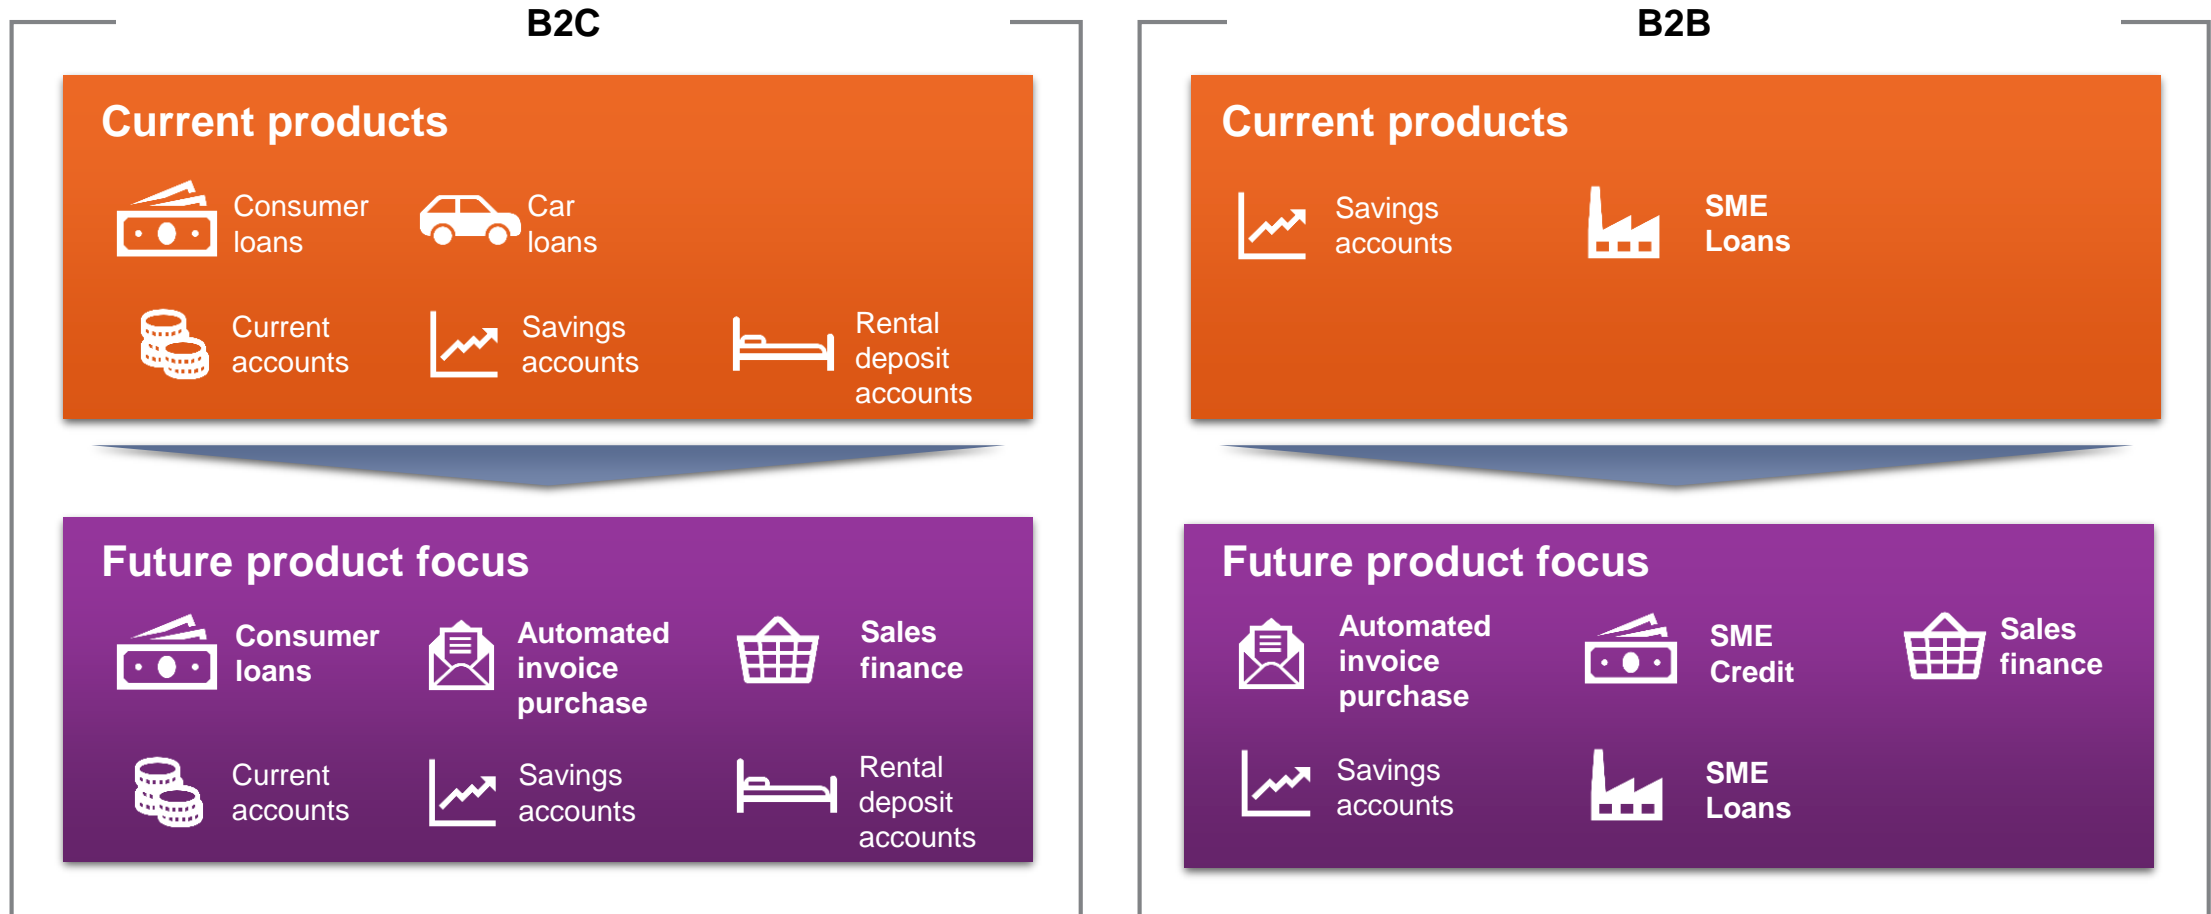 B2C
Current products
Consumer
loans
Car
loans
Current
accounts
Savings
accounts
Rental
deposit
accounts
Future product focus
Consumer
loans
Automated
invoice
purchase
Sales
finance
Current
accounts
Savings
accounts
Rental
deposit
accounts
B2B
Current products
Savings
accounts
SME
Loans
Future product focus
Automated
invoice
purchase
SME
Credit
Sales
finance
Savings
accounts
SME
Loans